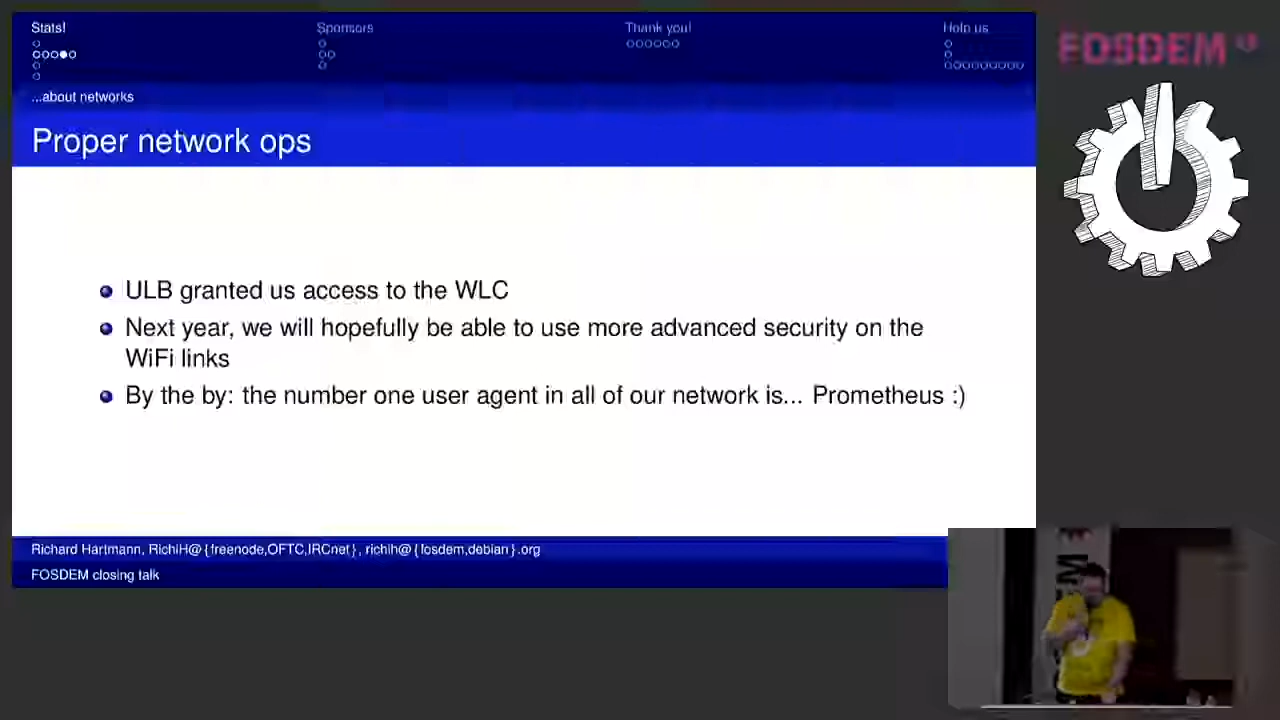 Stats!
Sponsors
Thank you!
Help us
...about networks
Proper network ops
ULB granted us access to the WLC
Next year, we will hopefully be able to use more advanced security on the
WiFi links
By the by: the number one user agent in all of our network is... Prometheus :)
Richard Hartmann, RichiH@{freenode,OFTC,IRCnet}, richih@{fosdem,debian}.org
FOSDEM closing talk
FOSDEM